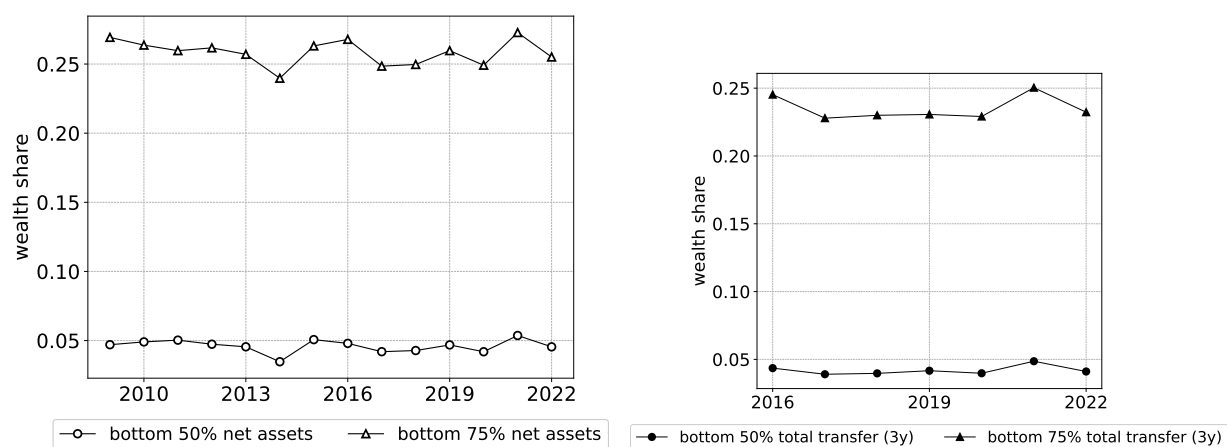 wealth share
0.25
0.20
0.15
0.10
0.05
2010 2013 2016 2019 2022
bottom 50% net assets bottom 75% net assets
wealth share
0.25
0.20
0.15
0.10
0.05
2016 2019 2022
bottom 50% total transfer (3y) bottom 75% total transfer (3y)